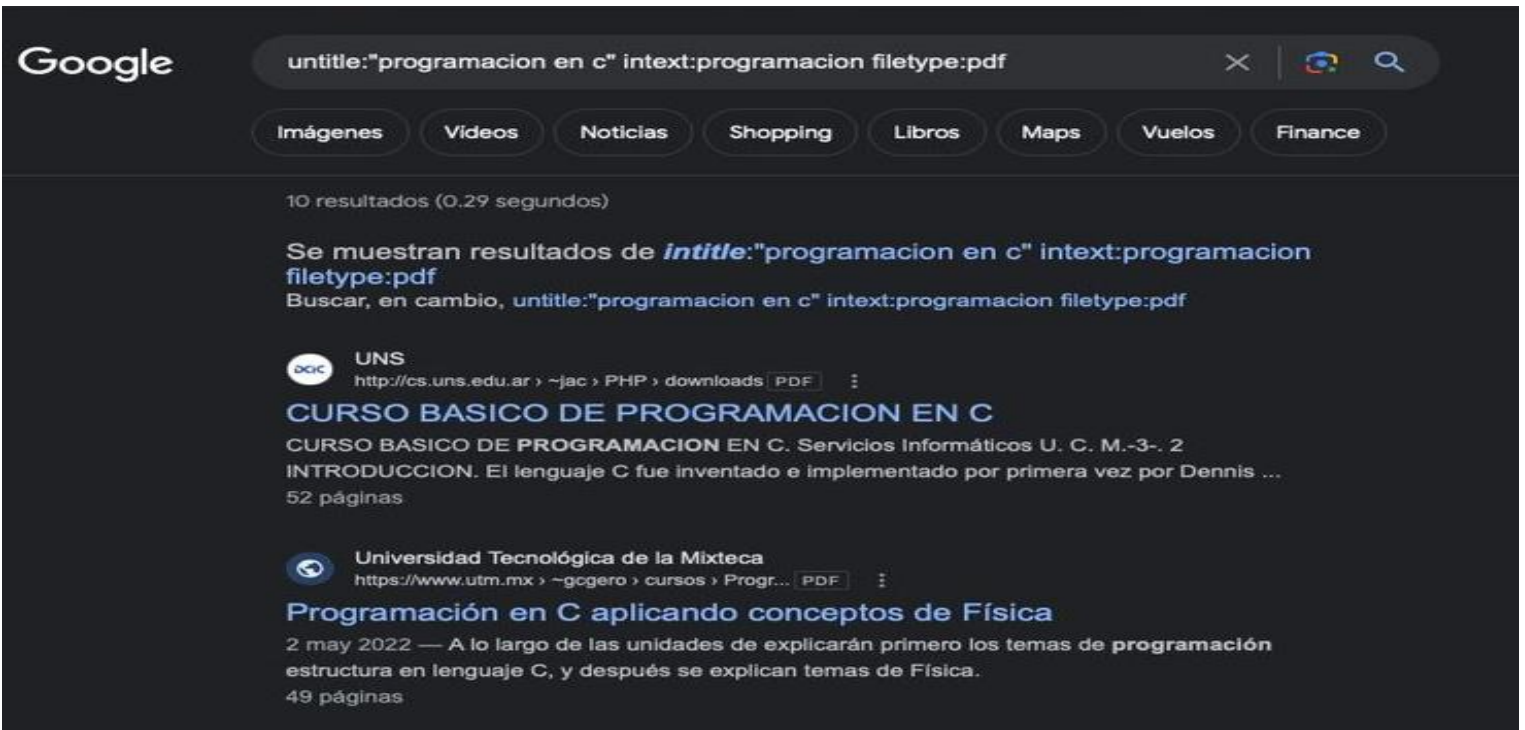 Google
untitle:"programacion en c" intext:programacion filetype:pdf
Imágenes Vídeos Noticias Shopping Libros Maps Vuelos Finance
10 resultados (0.29 segundos)
Se muestran resultados de intitle:"programacion en c" intext:programacion
filetype:pdf
Buscar, en cambio, untitle:"programacion en c" intext:programacion filetype:pdf
UNS
http://cs.uns.edu.ar › ~jac › PHP › downloads PDF
CURSO BASICO DE PROGRAMACION EN C
CURSO BASICO DE PROGRAMACION EN C. Servicios Informáticos U. C. M.-3-. 2
INTRODUCCION. El lenguaje C fue inventado e implementado por primera vez por Dennis ...
52 páginas
Universidad Tecnológica de la Mixteca
https://www.utm.mx › ~gcgero › cursos › Progr... PDF
Programación en C aplicando conceptos de Física
2 may 2022 — A lo largo de las unidades de explicarán primero los temas de programación
estructura en lenguaje C, y después se explican temas de Física.
49 páginas